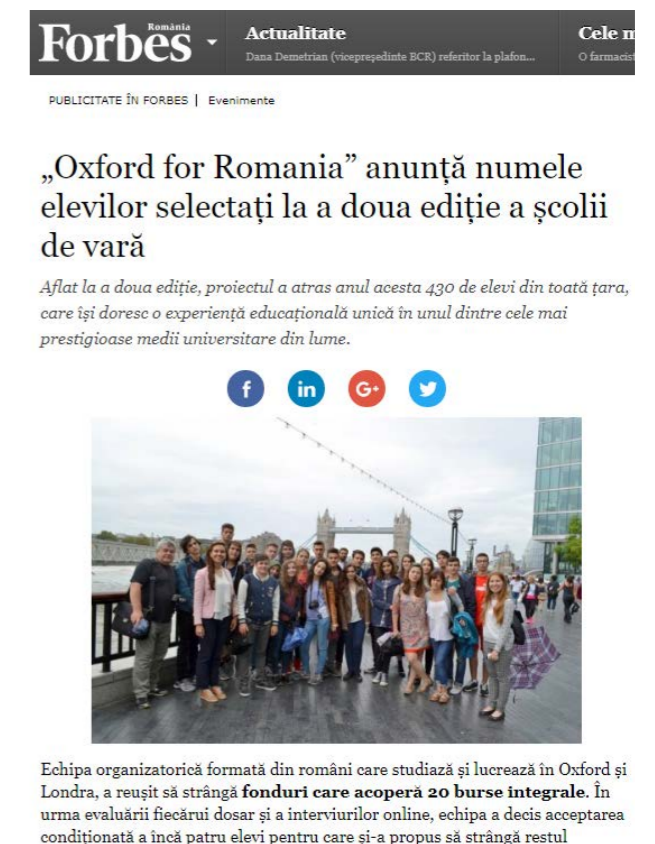 Forbes
România
Actualitate
Dana Demetrian (vicepreședinte BCR) referitor la plafon...
Cele
O farmacist
PUBLICITATE ÎN FORBES | Evenimente
„Oxford for Romania” anunță numele
elevilor selectați la a doua ediție a școlii
de vară
Aflat la a doua ediție, proiectul a atras anul acesta 430 de elevi din toată țara,
care își doresc o experiență educațională unică în unul dintre cele mai
prestigioase medii universitare din lume.
f
in
G+
Echipa organizatorică formată din români care studiază și lucrează în Oxford și
Londra, a reușit să strângă fonduri care acoperă 20 burse integrale. În
urma evaluării fiecărui dosar și a interviurilor online, echipa a decis acceptarea
condiționată a încă patru elevi pentru care și-a propus să strângă restul